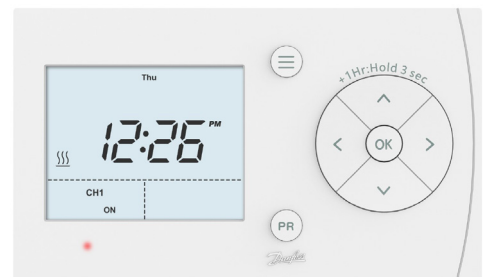 Thu
12:26 PM
CH1
ON
+1Hr:Hold 3 sec
OK
PR
Danfoss